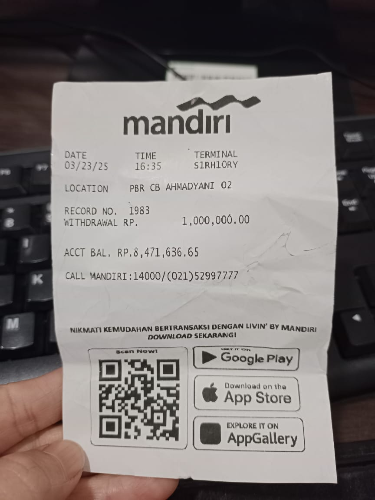 mandiri
DATE TIME TERMINAL
03/23/25 16:35 S1RH10RY
LOCATION PBR CB AHMADYANI 02
RECORD NO. 1983
WITHDRAWAL RP. 1,000,000.00
ACCT BAL. RP.8,471,636.65
CALL MANDIRI:14000/(021)52997777
NIKMATI KEMUDAHAN BERTRANSAKSI DENGAN LIVIN' BY MANDIRI
DOWNLOAD SEKARANG!
Scan Now!
GET IT ON
Google Play
Download on the
App Store
EXPLORE IT ON
AppGallery
K
M